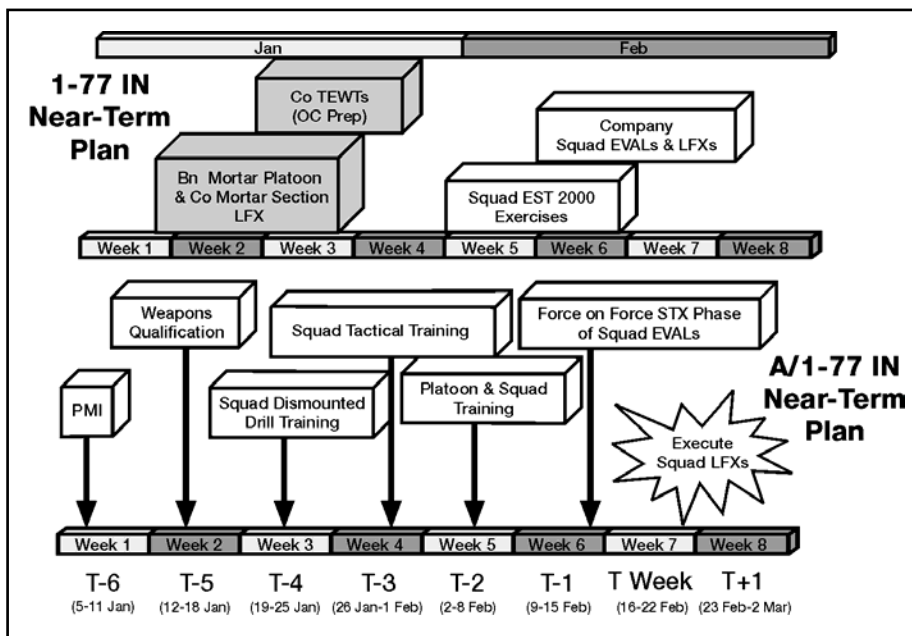 Jan
Feb
1-77 IN
Near-Term
Plan
Co TEWTs
(OC Prep)
Company
Squad EVALs & LFXs
Bn Mortar Platoon
& Co Mortar Section
LFX
Squad EST 2000
Exercises
Week 1
Week 2
Week 3
Week 4
Week 5
Week 6
Week 7
Week 8
Weapons
Qualification
Squad Tactical Training
Force on Force STX Phase
of Squad EVALs
PMI
Squad Dismounted
Drill Training
Platoon & Squad
Training
A/1-77 IN
Near-Term
Plan
Execute
Squad LFXs
Week 1
Week 2
Week 3
Week 4
Week 5
Week 6
Week 7
Week 8
T-6
(5-11 Jan)
T-5
(12-18 Jan)
T-4
(19-25 Jan)
T-3
(26 Jan-1 Feb)
T-2
(2-8 Feb)
T-1
(9-15 Feb)
T Week
(16-22 Feb)
T+1
(23 Feb-2 Mar)